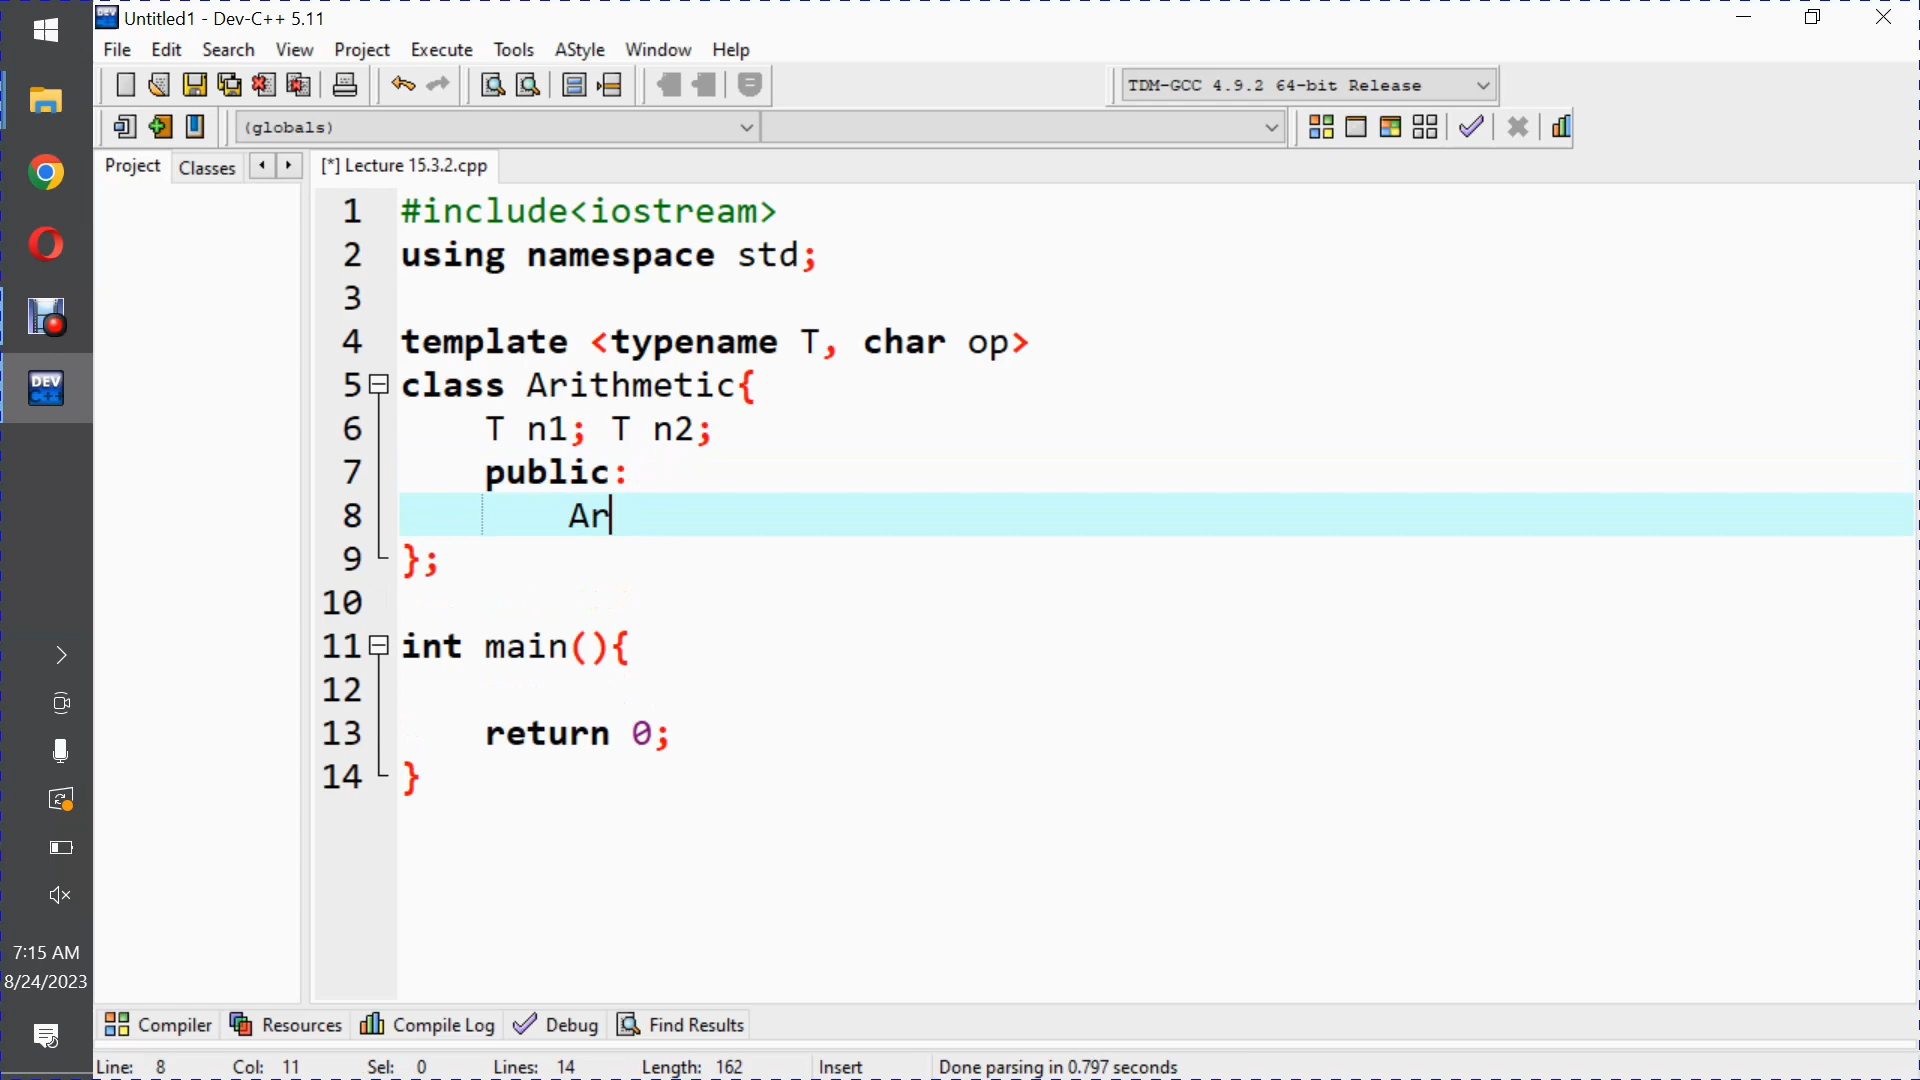 Untitled1 - Dev-C++ 5.11
File Edit Search View Project Execute Tools AStyle Window Help
TDM-GCC 4.9.2 64-bit Release
(globals)
Project Classes [*] Lecture 15.3.2.cpp
1 #include<iostream>
2 using namespace std;
3
4 template <typename T, char op>
5 class Arithmetic{
6 T n1; T n2;
7 public:
8 Ar
9 };
10
11 int main(){
12
13 return 0;
14 }
DEV C++
7:15 AM
8/24/2023
Compiler Resources Compile Log Debug Find Results
Line: 8 Col: 11 Sel: 0 Lines: 14 Length: 162 Insert Done parsing in 0.797 seconds